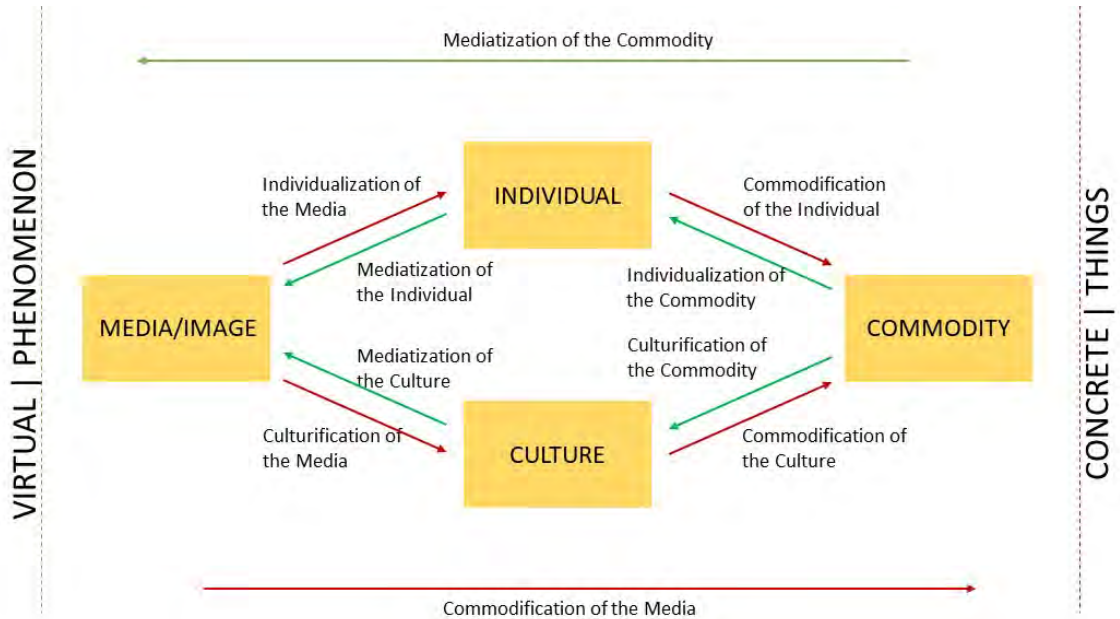 Mediatization of the Commodity
VIRTUAL | PHENOMENON
Individualization of
the Media
INDIVIDUAL
Commodification
of the Individual
Mediatization of
the Individual
Individualization of
the Commodity
MEDIA/IMAGE
COMMODITY
Mediatization of
the Culture
Culturification of
the Commodity
Culturification of
the Media
CULTURE
Commodification of
the Culture
CONCRETE | THINGS
Commodification of the Media